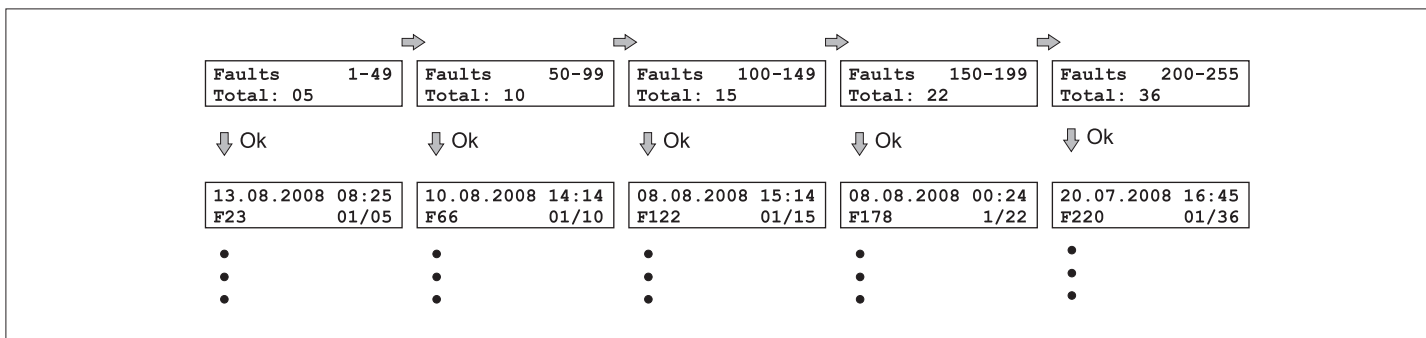 Faults 1-49
Total: 05
Faults 50-99
Total: 10
Faults 100-149
Total: 15
Faults 150-199
Total: 22
Faults 200-255
Total: 36
Ok
Ok
Ok
Ok
Ok
13.08.2008 08:25
F23 01/05
10.08.2008 14:14
F66 01/10
08.08.2008 15:14
F122 01/15
08.08.2008 00:24
F178 1/22
20.07.2008 16:45
F220 01/36